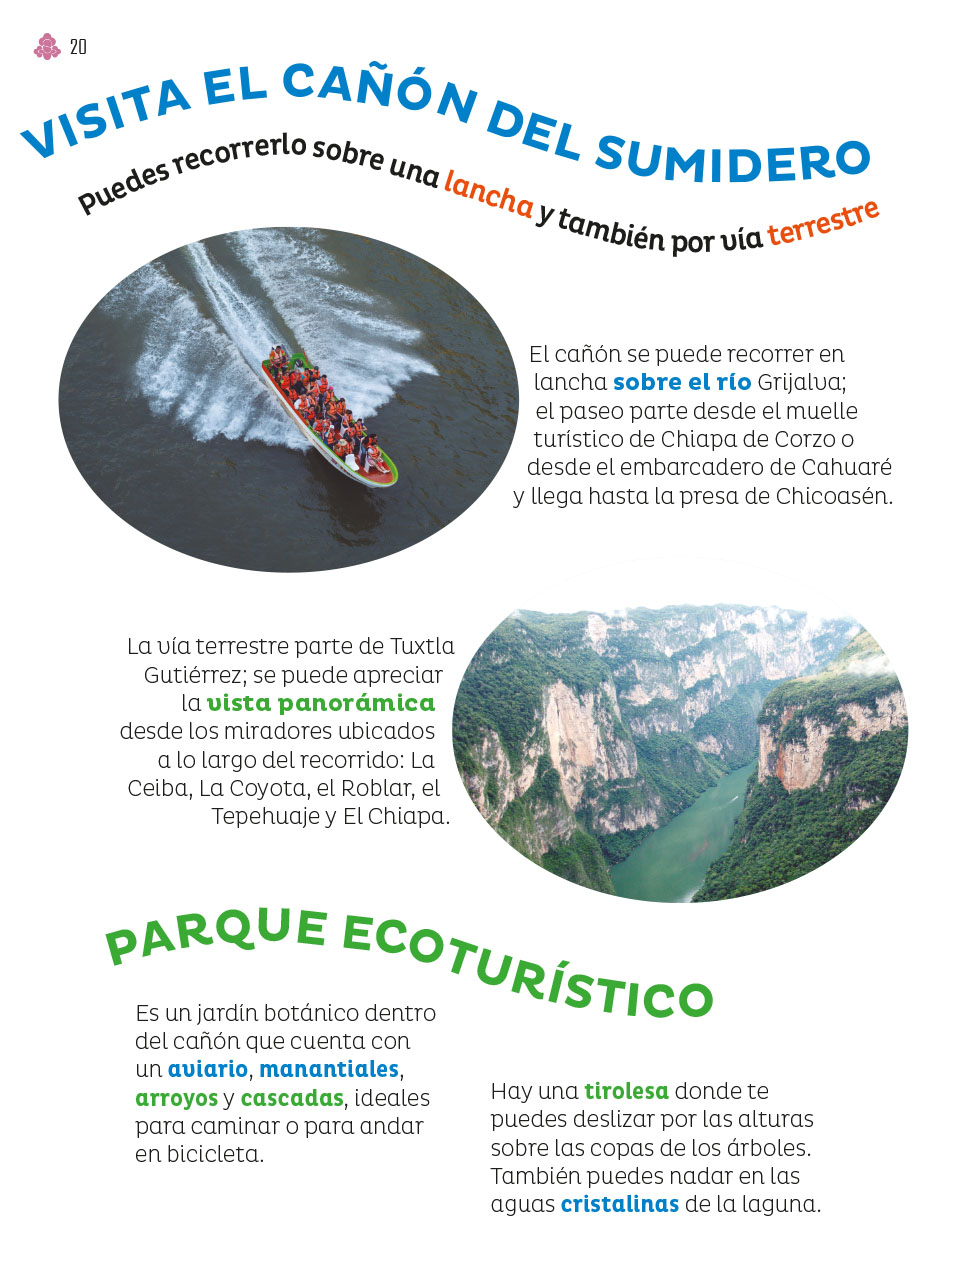 20
VISITA EL CAÑÓN DEL SUMIDERO
Puedes recorrerlo sobre una lancha y también por vía terrestre
El cañón se puede recorrer en
lancha sobre el río Grijalva;
el paseo parte desde el muelle
turístico de Chiapa de Corzo o
desde el embarcadero de Cahuaré
y llega hasta la presa de Chicoasén.
La vía terrestre parte de Tuxtla
Gutiérrez; se puede apreciar
la vista panorámica
desde los miradores ubicados
a lo largo del recorrido: La
Ceiba, La Coyota, el Roblar, el
Tepehuaje y El Chiapa.
PARQUE ECOTURÍSTICO
Es un jardín botánico dentro
del cañón que cuenta con
un aviario, manantiales,
arroyos y cascadas, ideales
para caminar o para andar
en bicicleta.
Hay una tirolesa donde te
puedes deslizar por las alturas
sobre las copas de los árboles.
También puedes nadar en las
aguas cristalinas de la laguna.